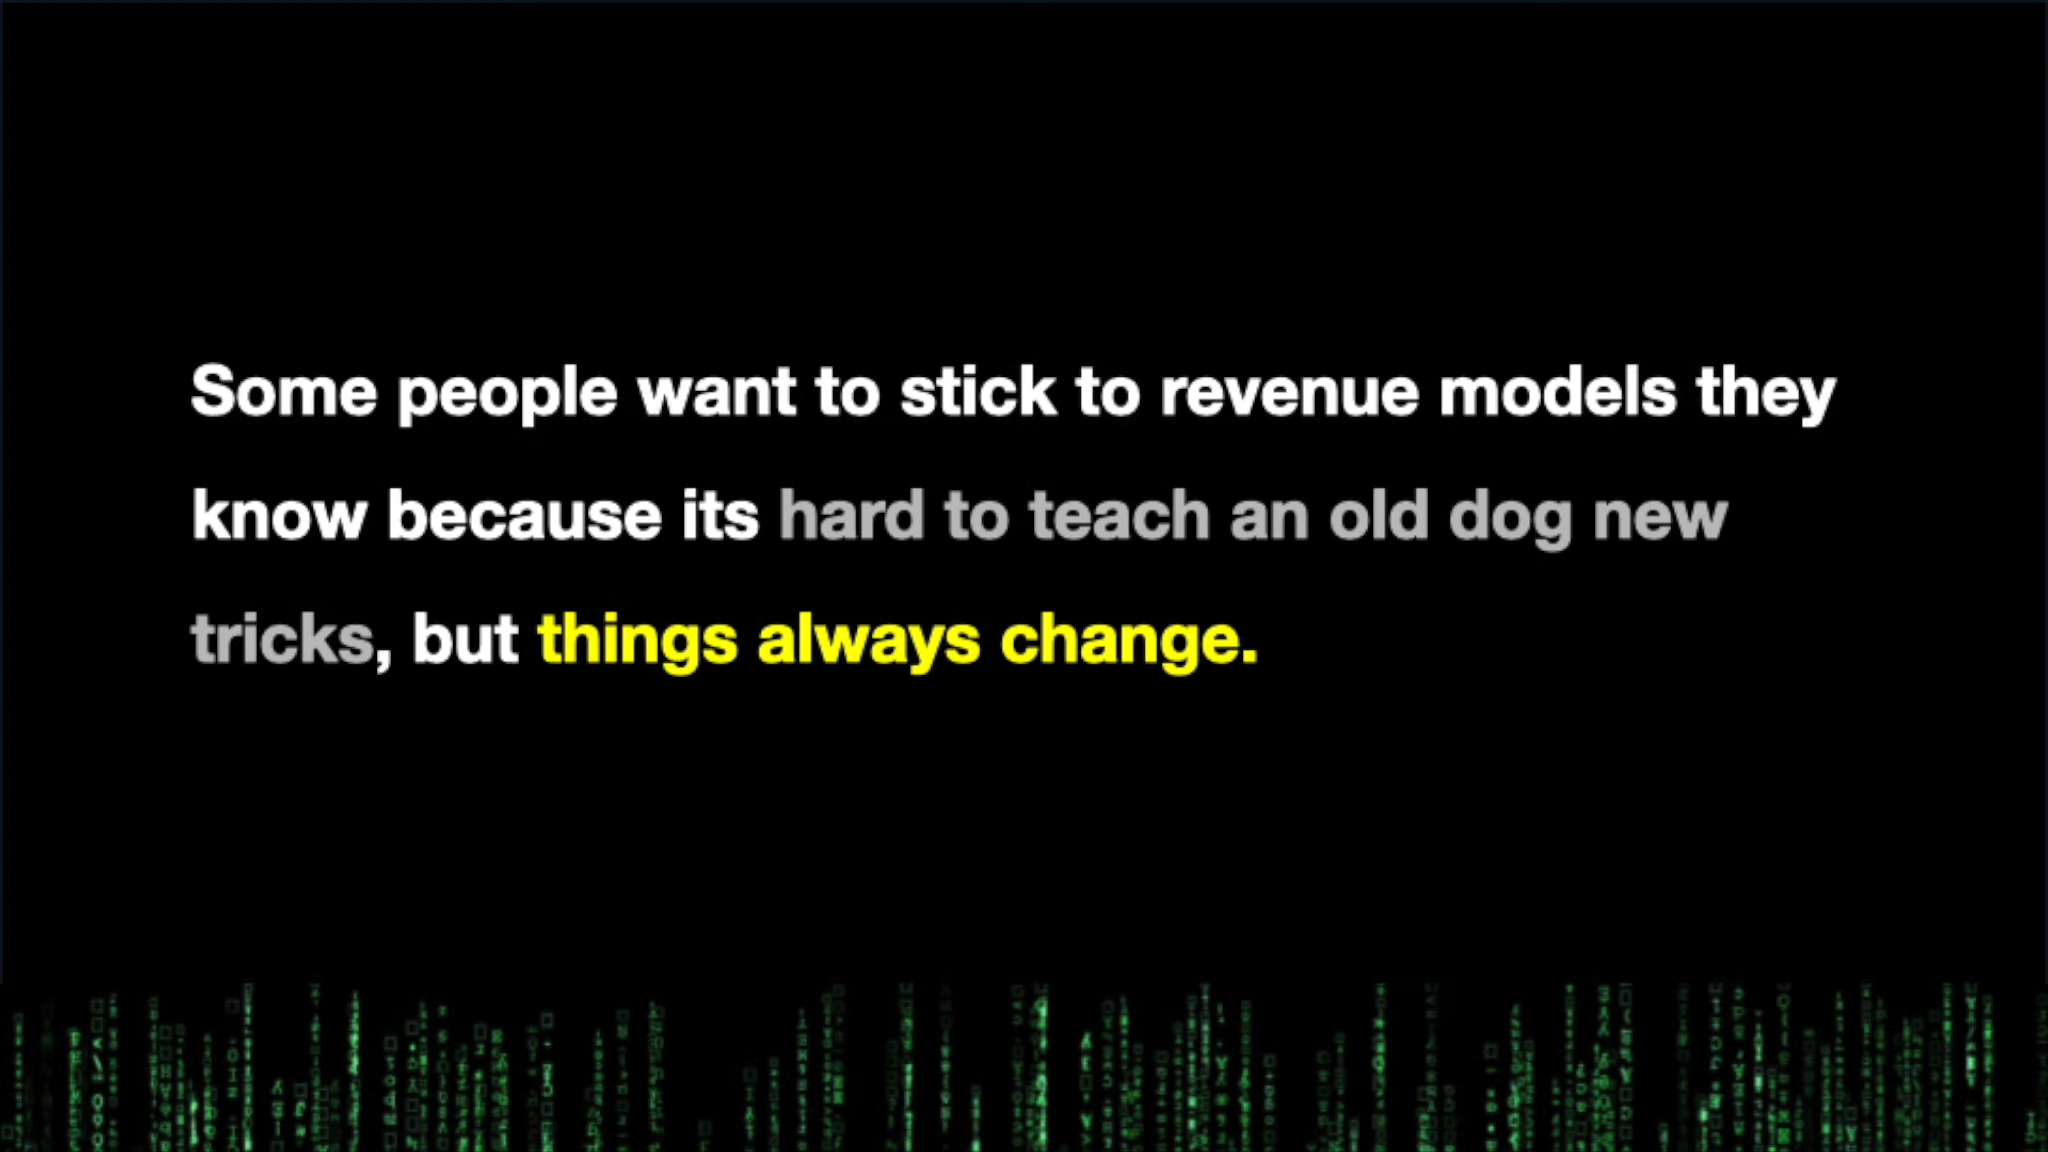 Some people want to stick to revenue models they
know because its hard to teach an old dog new
tricks, but things always change.